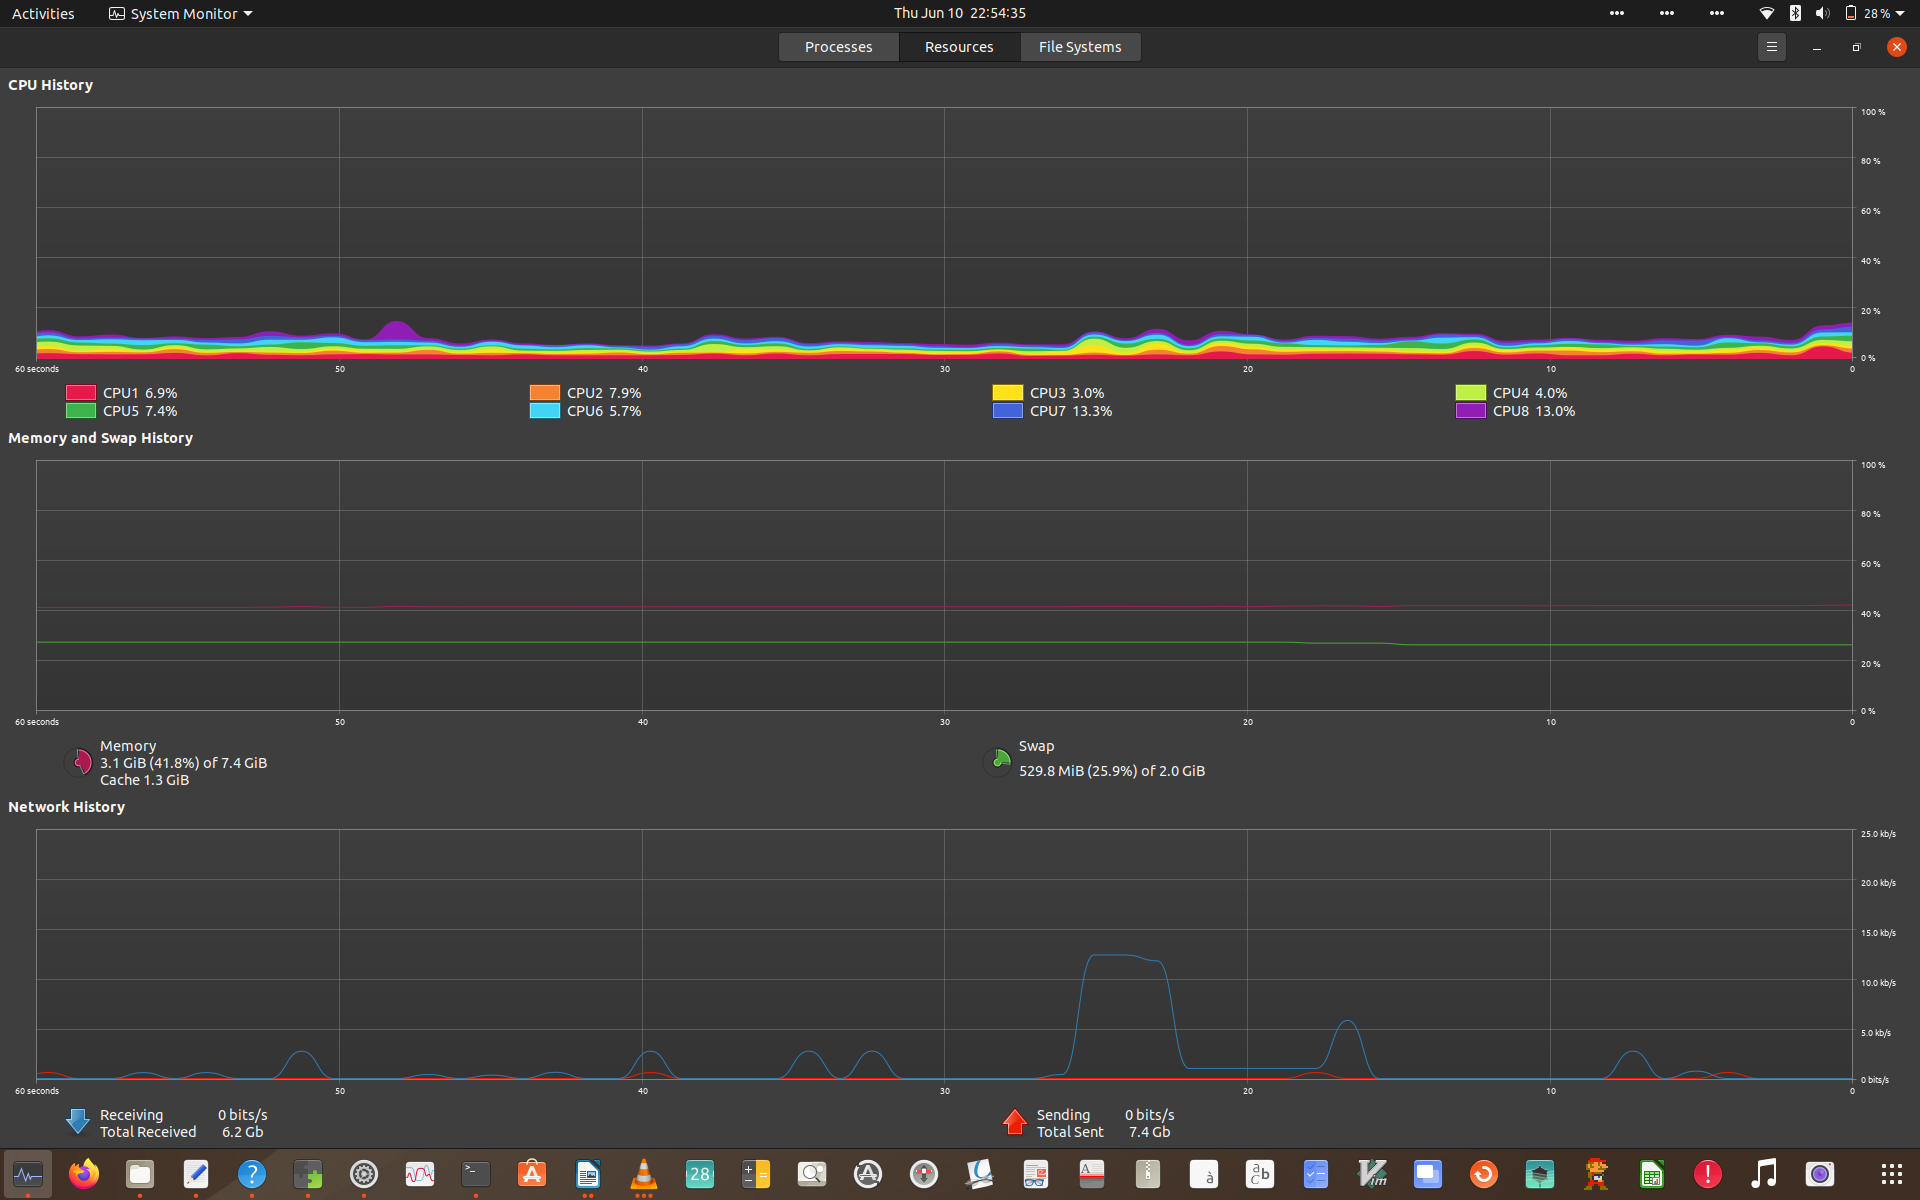 Activities
System Monitor
Thu Jun 10 22:54:35
28 %
Processes
Resources
File Systems
CPU History
100 %
80 %
60 %
40 %
20 %
0 %
60 seconds
50
40
30
20
10
0
CPU1 6.9%
CPU2 7.9%
CPU3 3.0%
CPU4 4.0%
CPU5 7.4%
CPU6 5.7%
CPU7 13.3%
CPU8 13.0%
Memory and Swap History
100 %
80 %
60 %
40 %
20 %
0 %
60 seconds
50
40
30
20
10
0
Memory
3.1 GiB (41.8%) of 7.4 GiB
Cache 1.3 GiB
Swap
529.8 MiB (25.9%) of 2.0 GiB
Network History
25.0 kb/s
20.0 kb/s
15.0 kb/s
10.0 kb/s
5.0 kb/s
0 bits/s
60 seconds
50
40
30
20
10
0
Receiving 0 bits/s
Total Received 6.2 Gb
Sending 0 bits/s
Total Sent 7.4 Gb
?
>_
28
A
à
a b c
Vim
!